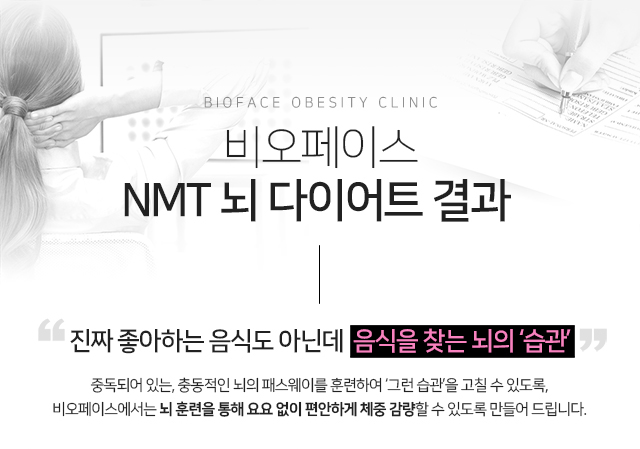 BIOFACE OBESITY CLINIC
비오페이스
NMT 뇌 다이어트 결과
“ 진짜 좋아하는 음식도 아닌데 음식을 찾는 뇌의 ‘습관’ ”
중독되어 있는, 충동적인 뇌의 패스웨이를 훈련하여 ‘그런 습관’을 고칠 수 있도록,
비오페이스에서는 뇌 훈련을 통해 요요 없이 편안하게 체중 감량할 수 있도록 만들어 드립니다.